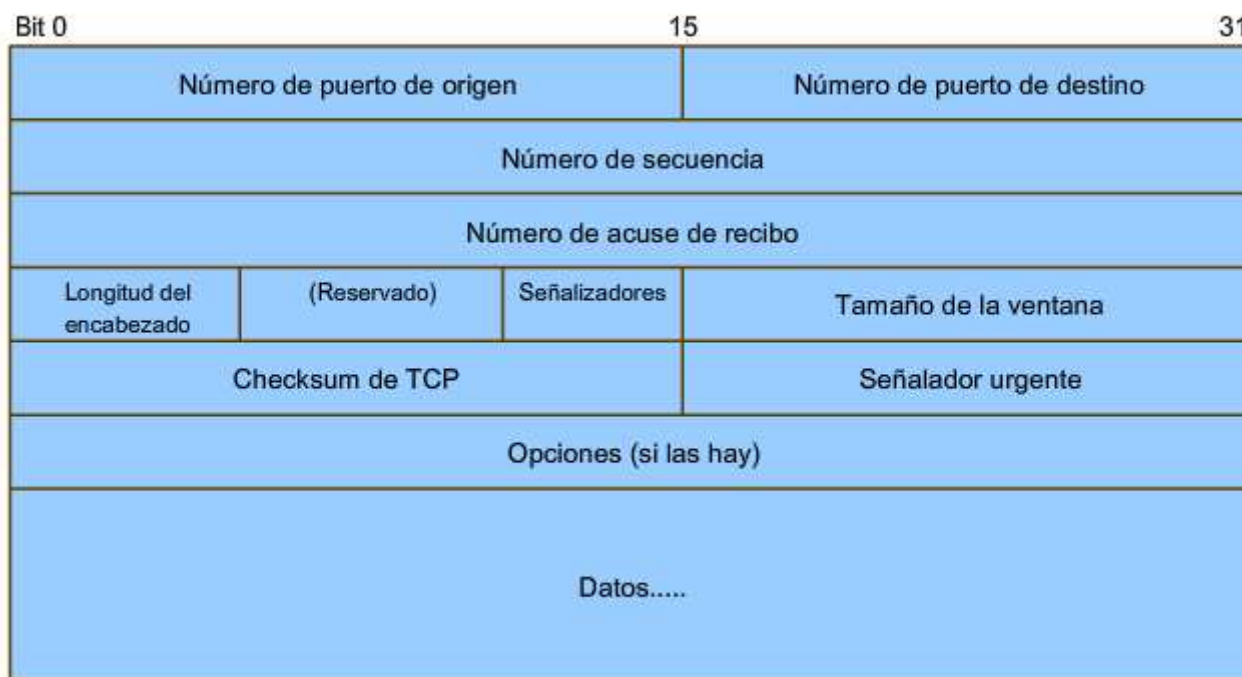 Bit 0 15 31
Número de puerto de origen Número de puerto de destino
Número de secuencia
Número de acuse de recibo
Longitud del encabezado (Reservado) Señalizadores Tamaño de la ventana
Checksum de TCP Señalador urgente
Opciones (si las hay)
Datos.....